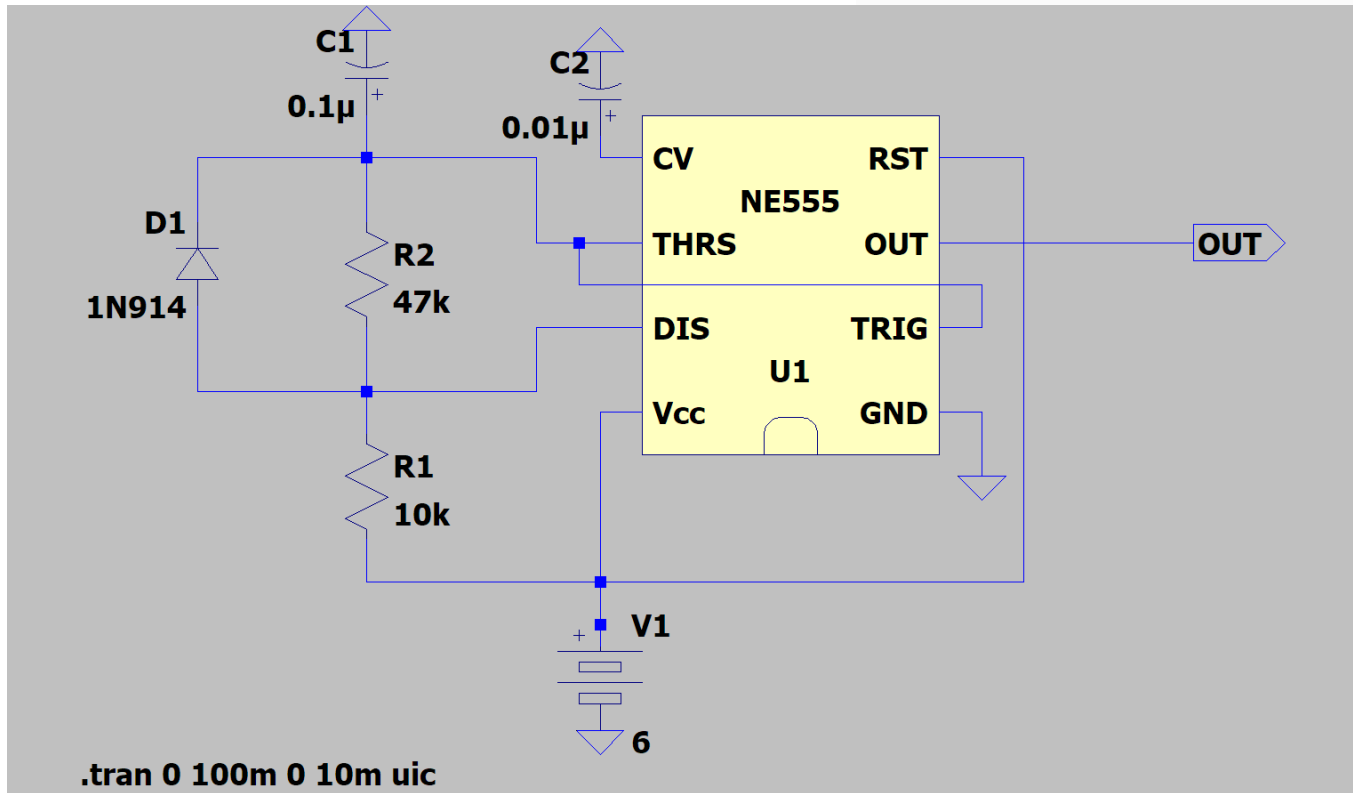 C1
0.1µ
C2
0.01µ
CV
RST
NE555
D1
1N914
R2
47k
THRS
OUT
OUT
DIS
TRIG
U1
Vcc
GND
R1
10k
V1
6
.tran 0 100m 0 10m uic